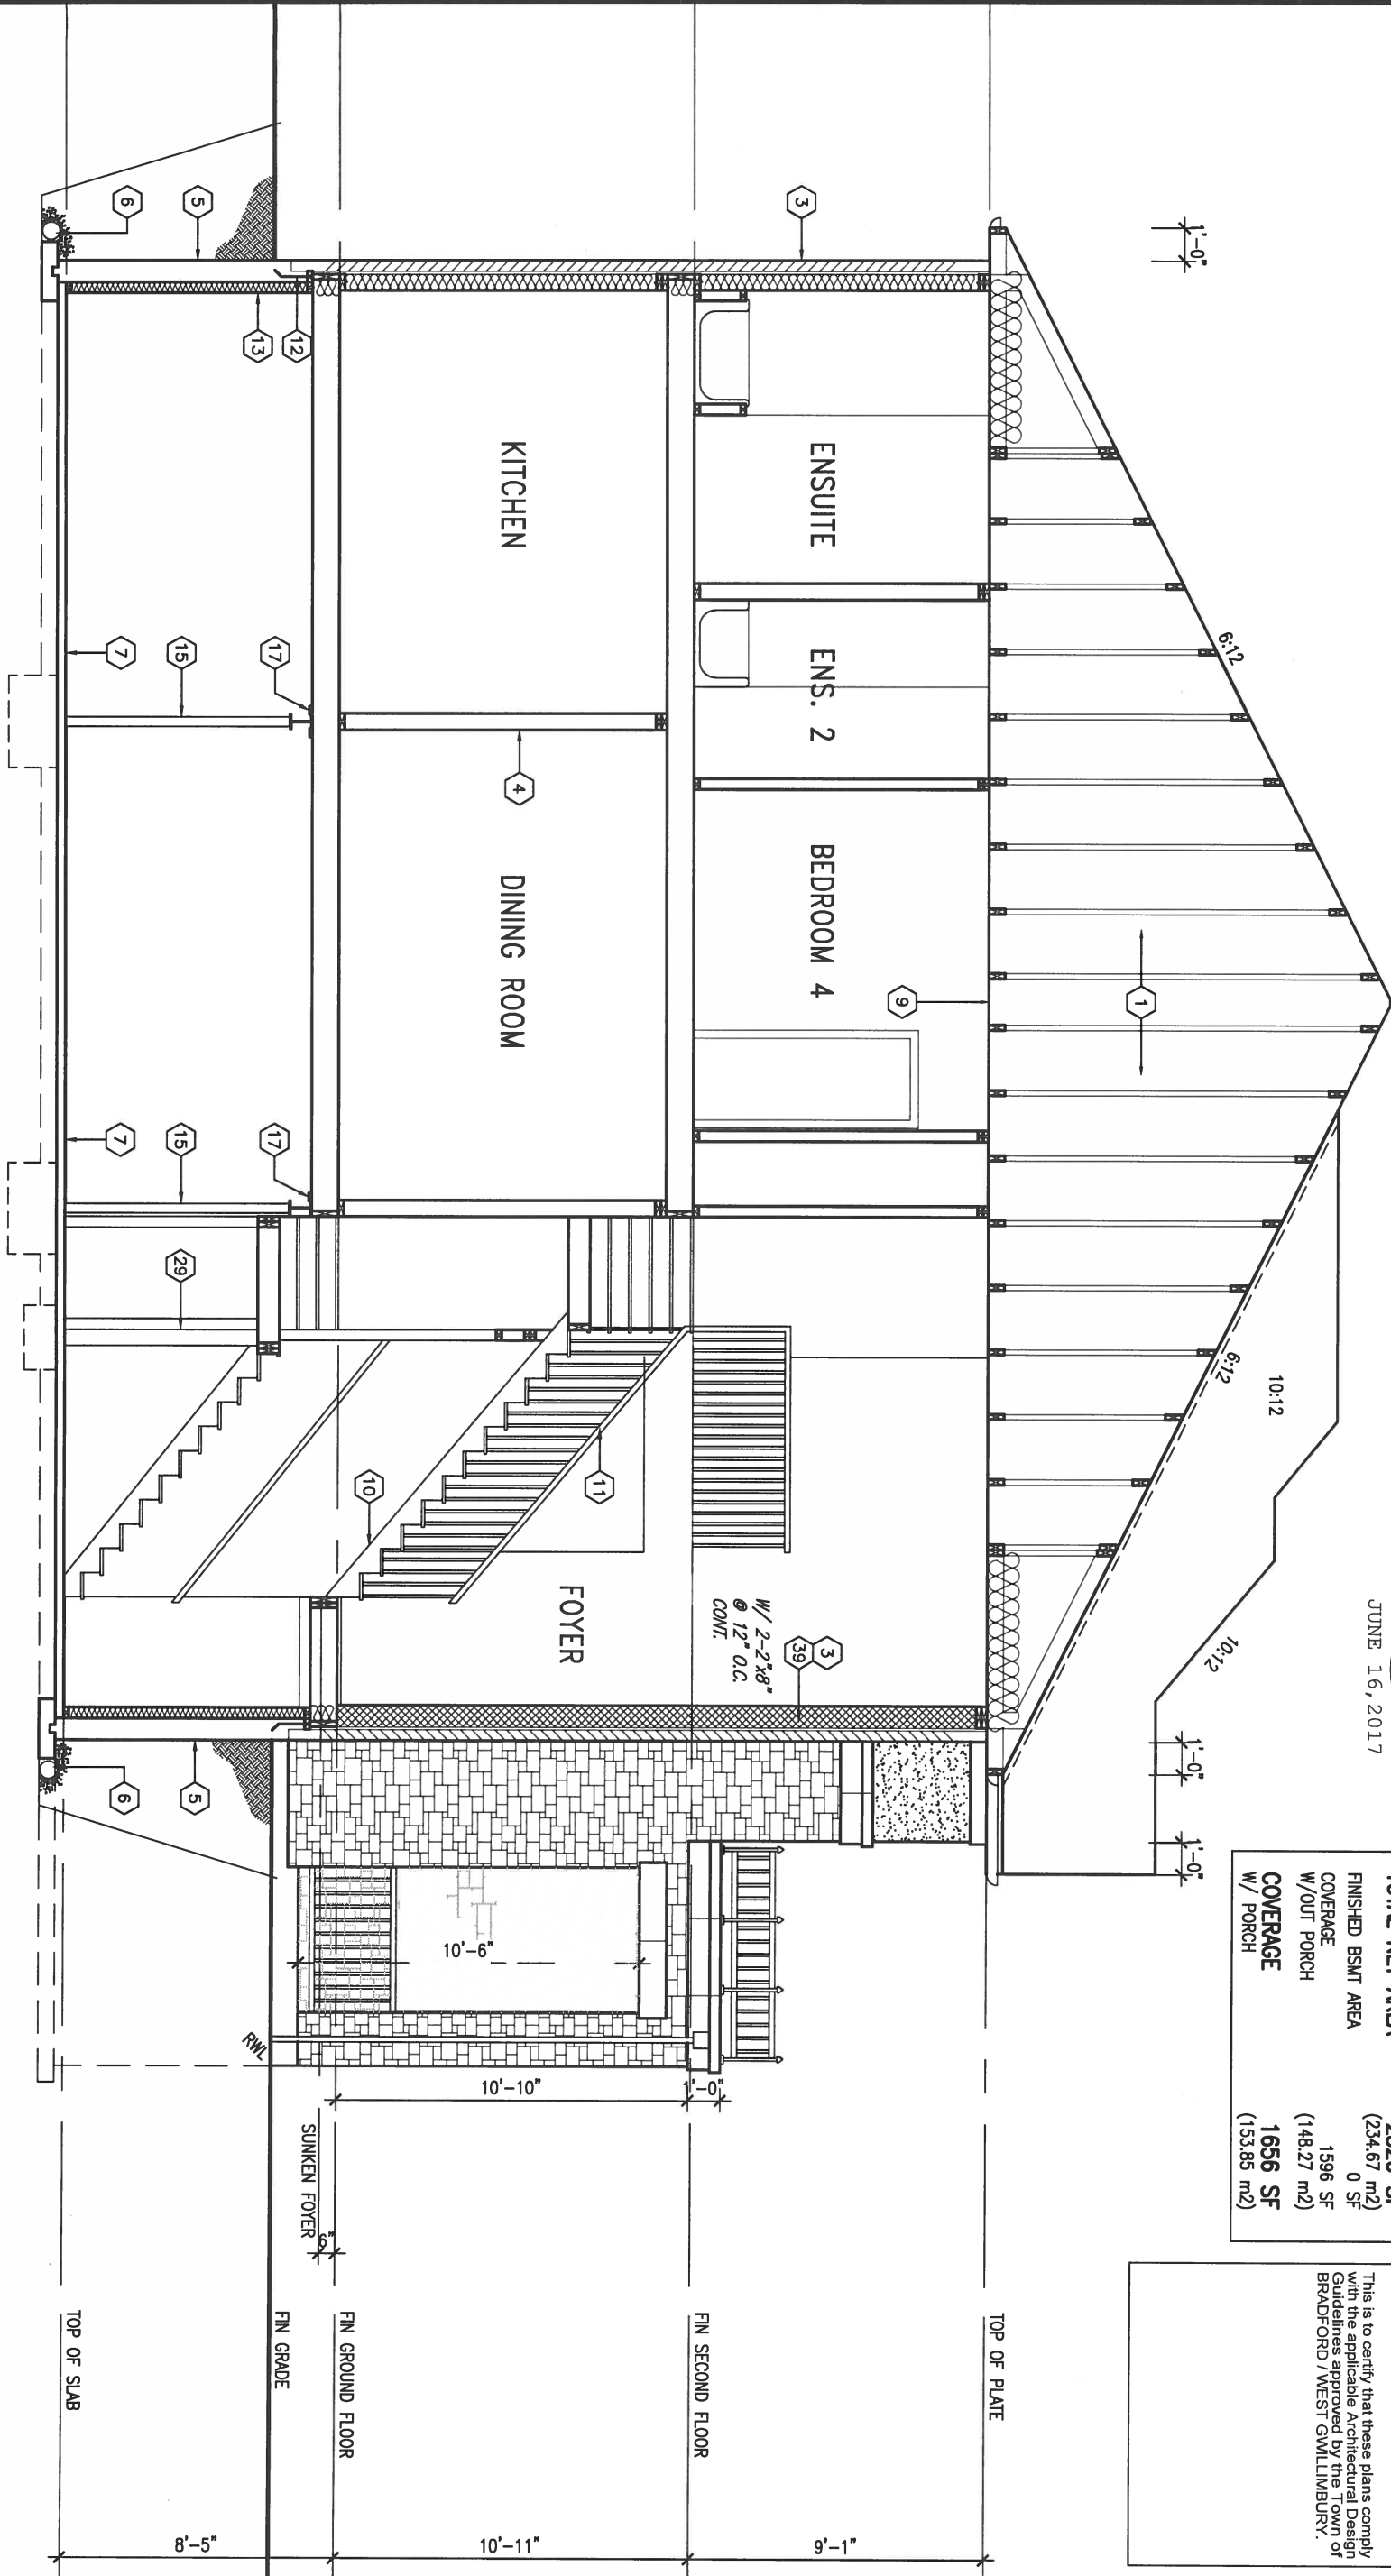 JUNE 16,2017
FINISHED BSMT AREA 0 SF
(234.67 m2)
COVERAGE 1596 SF
W/OUT PORCH (148.27 m2)
COVERAGE 1656 SF
W/ PORCH (153.85 m2)
This is to certify that these plans comply
with the applicable Architectural Design
Guidelines approved by the Town of
BRADFORD / WEST GWILLIMBURY.
6:12
6:12
10:12
10:12
1'-0"
1'-0"
1'-0"
1
9
3
ENSUITE
ENS. 2
BEDROOM 4
3
39
W/ 2-2"x8"
@ 12" O.C.
CONT.
KITCHEN
4
DINING ROOM
11
10
FOYER
10'-6"
10'-10"
1'-0"
6"
SUNKEN FOYER
RWL
5
6
13
12
17
15
7
17
15
7
29
5
6
TOP OF PLATE
9'-1"
FIN SECOND FLOOR
10'-11"
FIN GROUND FLOOR
FIN GRADE
8'-5"
TOP OF SLAB